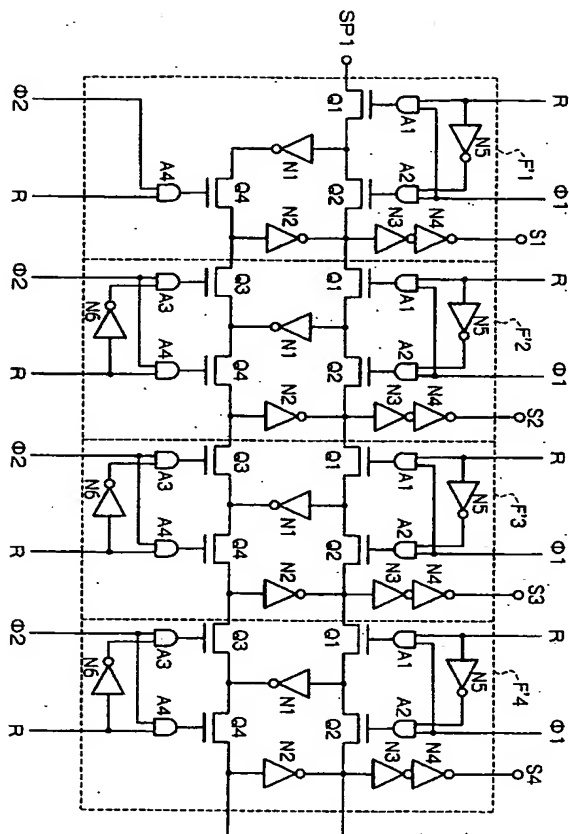 SP1
R
Φ1
N5
F'1
A1
A2
N3
N4
S1
Q1
Q2
N1
N2
Q4
A4
Φ2
R
R
Φ1
N5
F'2
A1
A2
N3
N4
S2
Q1
Q2
N1
N2
Q3
Q4
A3
A4
N6
Φ2
R
R
Φ1
N5
F'3
A1
A2
N3
N4
S3
Q1
Q2
N1
N2
Q3
Q4
A3
A4
N6
Φ2
R
R
Φ1
N5
F'4
A1
A2
N3
N4
S4
Q1
Q2
N1
N2
Q3
Q4
A3
A4
N6
Φ2
R